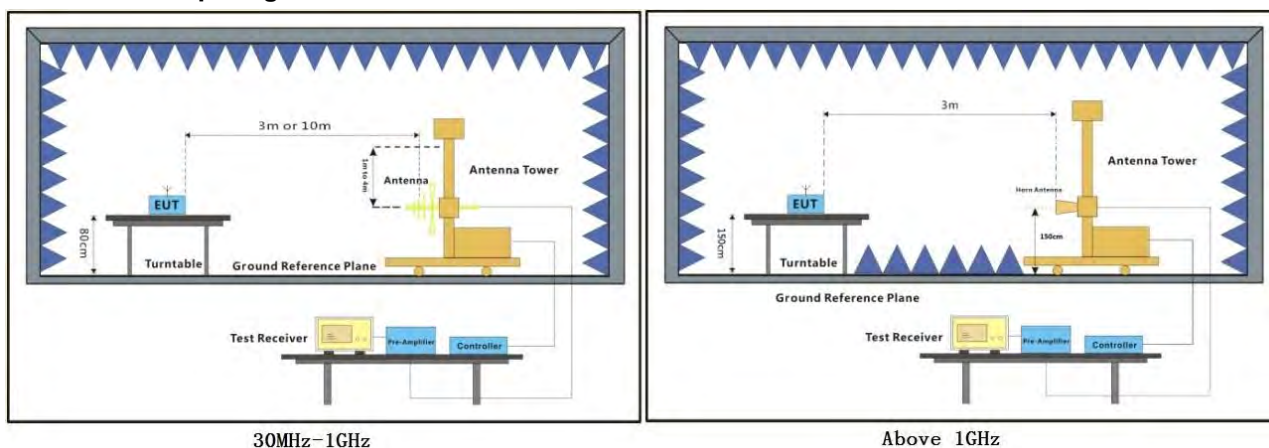 3m or 10m
1m to 4m
Antenna
Antenna Tower
EUT
80cm
Turntable
Ground Reference Plane
Test Receiver
Pre-Amplifier
Controller
30MHz-1GHz
3m
Antenna Tower
Horn Antenna
EUT
150cm
150cm
Turntable
Ground Reference Plane
Test Receiver
Pre-Amplifier
Controller
Above 1GHz